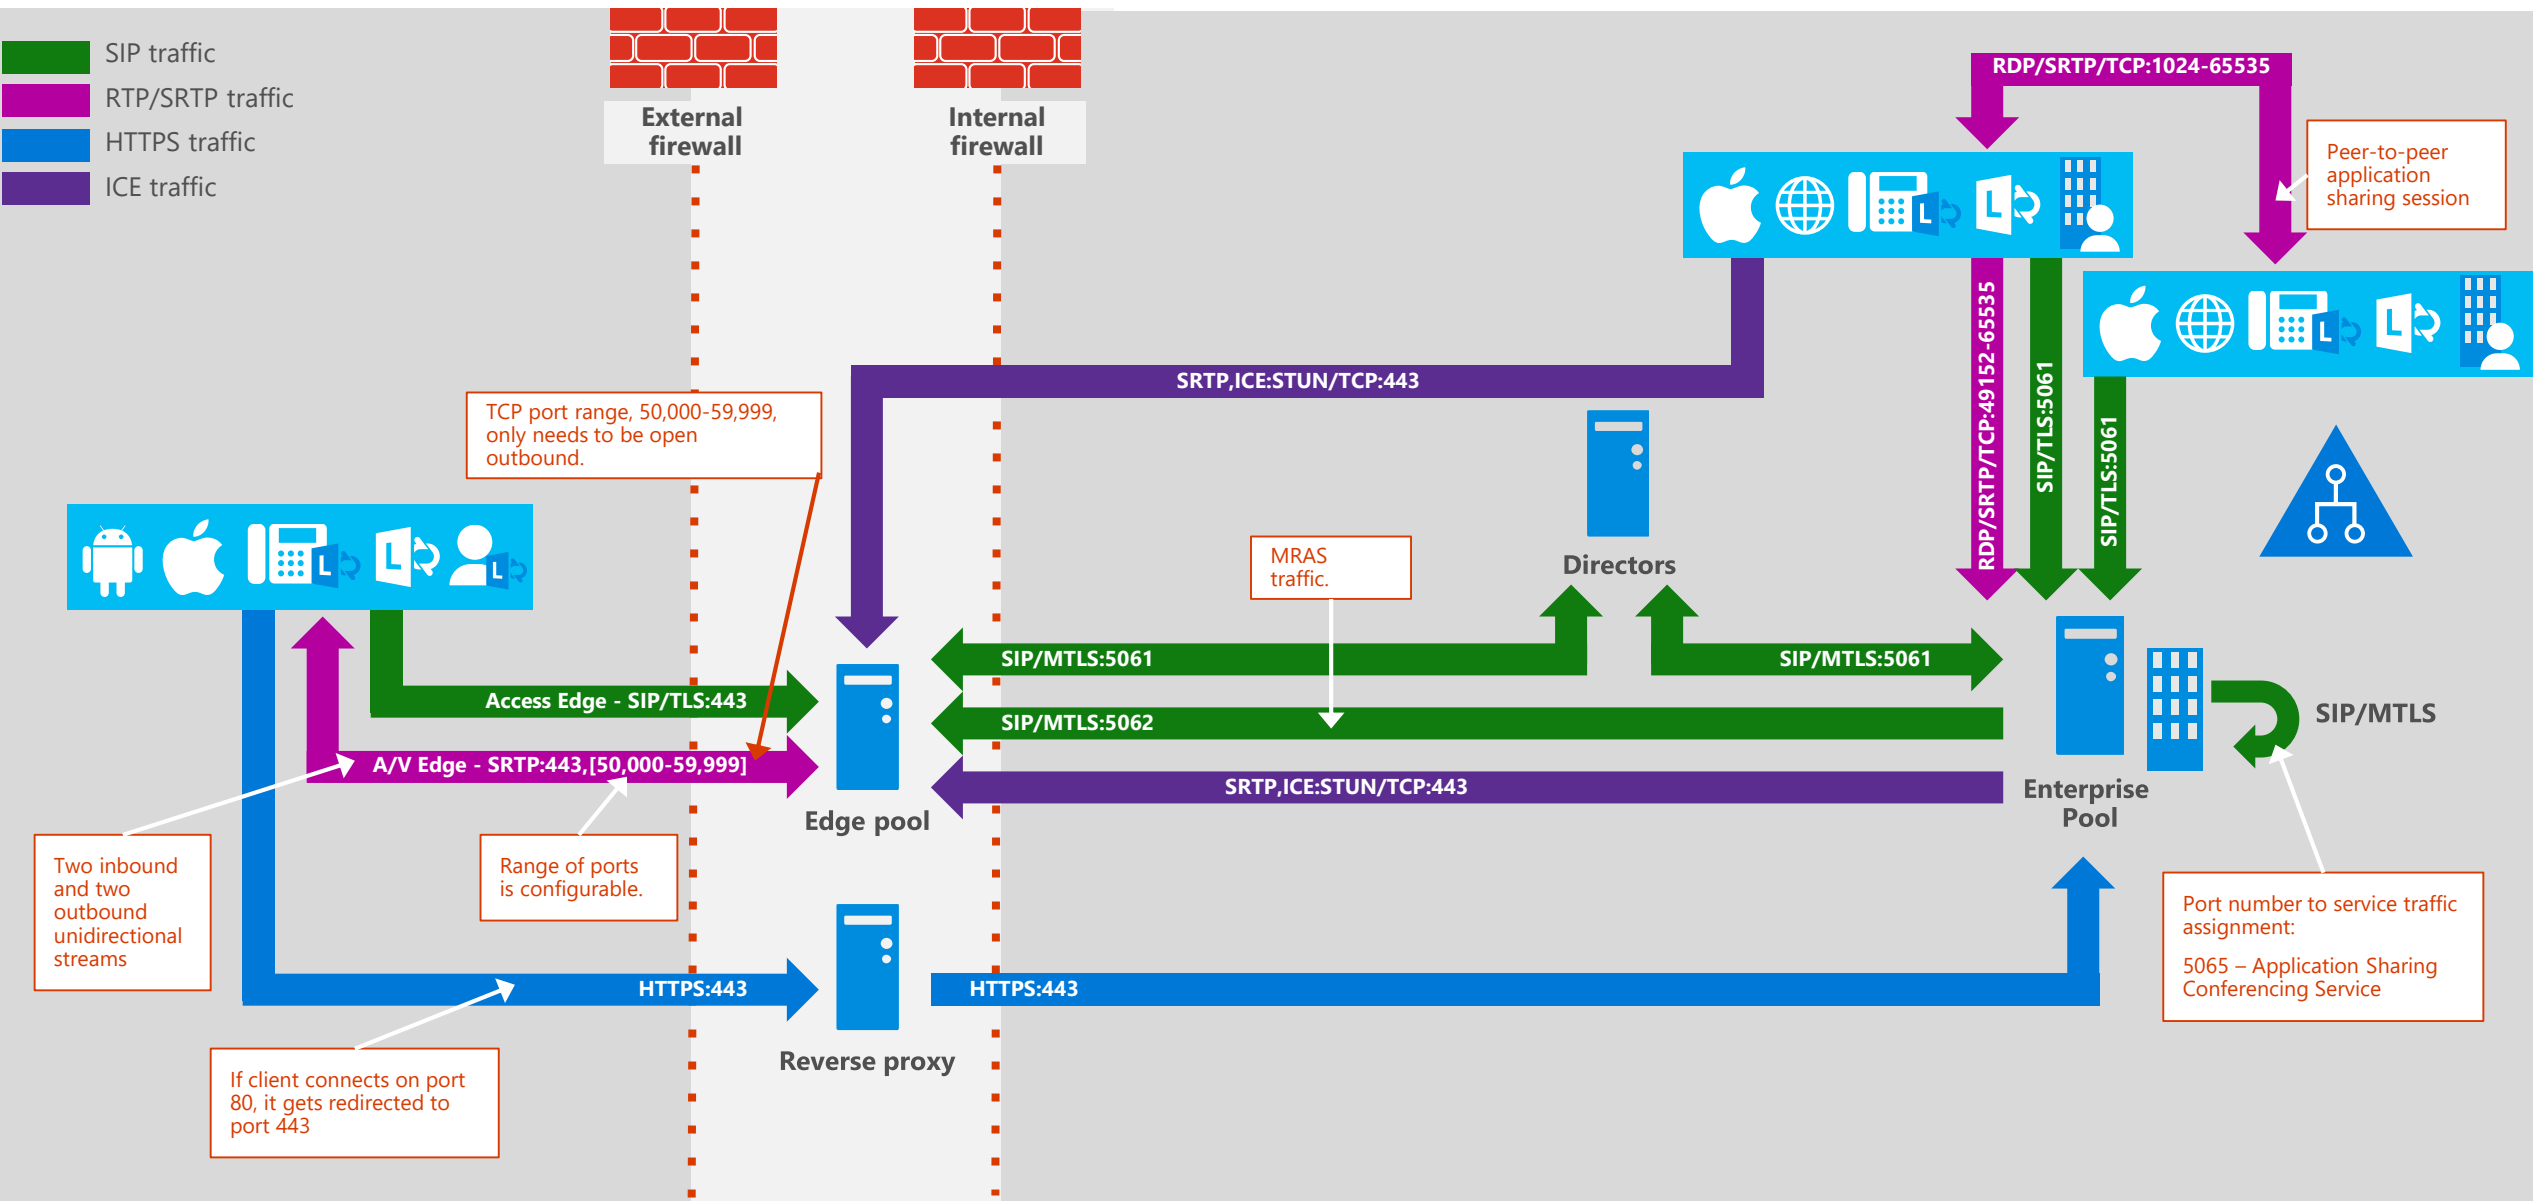 SIP traffic
RTP/SRTP traffic
HTTPS traffic
ICE traffic
External
firewall
Internal
firewall
RDP/SRTP/TCP:1024-65535
Peer-to-peer
application
sharing session
L
L
L
L
SRTP,ICE:STUN/TCP:443
RDP/SRTP/TCP:49152-65535
SIP/TLS:5061
SIP/TLS:5061
TCP port range, 50,000-59,999,
only needs to be open
outbound.
L
L
L
MRAS
traffic.
Directors
SIP/MTLS:5061
SIP/MTLS:5061
Access Edge - SIP/TLS:443
SIP/MTLS:5062
SIP/MTLS
A/V Edge - SRTP:443,[50,000-59,999]
SRTP,ICE:STUN/TCP:443
Edge pool
Enterprise
Pool
Two inbound
and two
outbound
unidirectional
streams
Range of ports
is configurable.
Port number to service traffic
assignment:
5065 – Application Sharing
Conferencing Service
HTTPS:443
HTTPS:443
Reverse proxy
If client connects on port
80, it gets redirected to
port 443